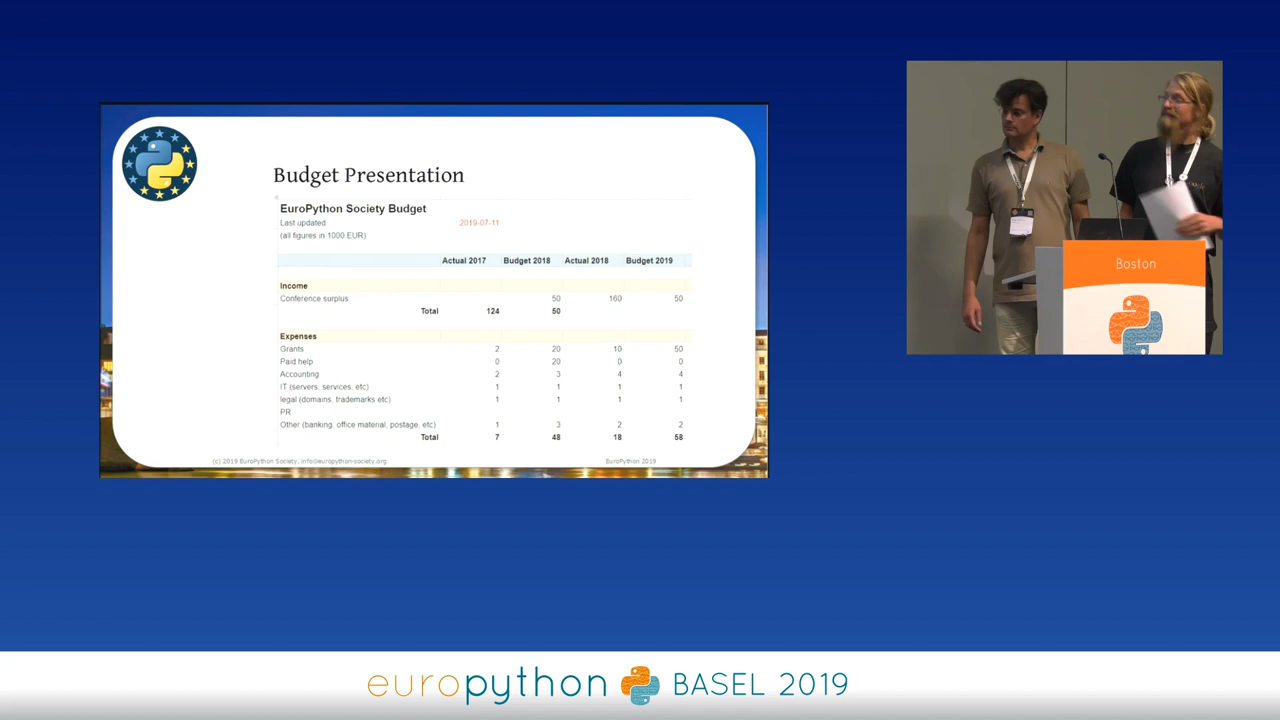 Budget Presentation
EuroPython Society Budget
Last updated 2019-07-11
(all figures in 1000 EUR)
Actual 2017 Budget 2018 Actual 2018 Budget 2019
Income
Conference surplus 50 160 50
Total 124 50
Expenses
Grants 2 20 10 50
Paid help 0 20 0 0
Accounting 2 3 4 4
IT (servers, services, etc) 1 1 1 1
legal (domains, trademarks etc) 1 1 1 1
PR
Other (banking, office material, postage, etc) 1 3 2 2
Total 7 48 18 58
(c) 2019 EuroPython Society, info@europython-society.org EuroPython 2019
Boston
europython BASEL 2019